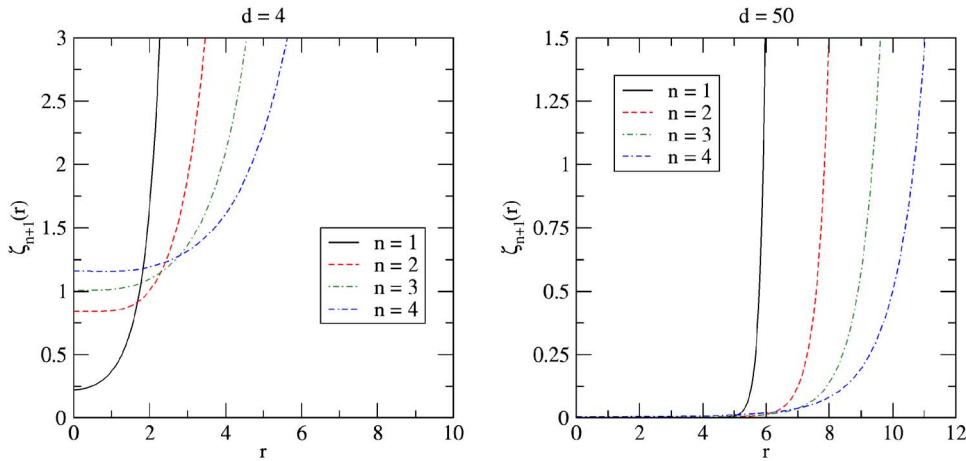 d = 4
3
2.5
2
1.5
1
0.5
0
ζn+1(r)
n = 1
n = 2
n = 3
n = 4
0 2 4 6 8 10
r
d = 50
1.5
1.25
1
0.75
0.5
0.25
0
ζn+1(r)
n = 1
n = 2
n = 3
n = 4
0 2 4 6 8 10 12
r